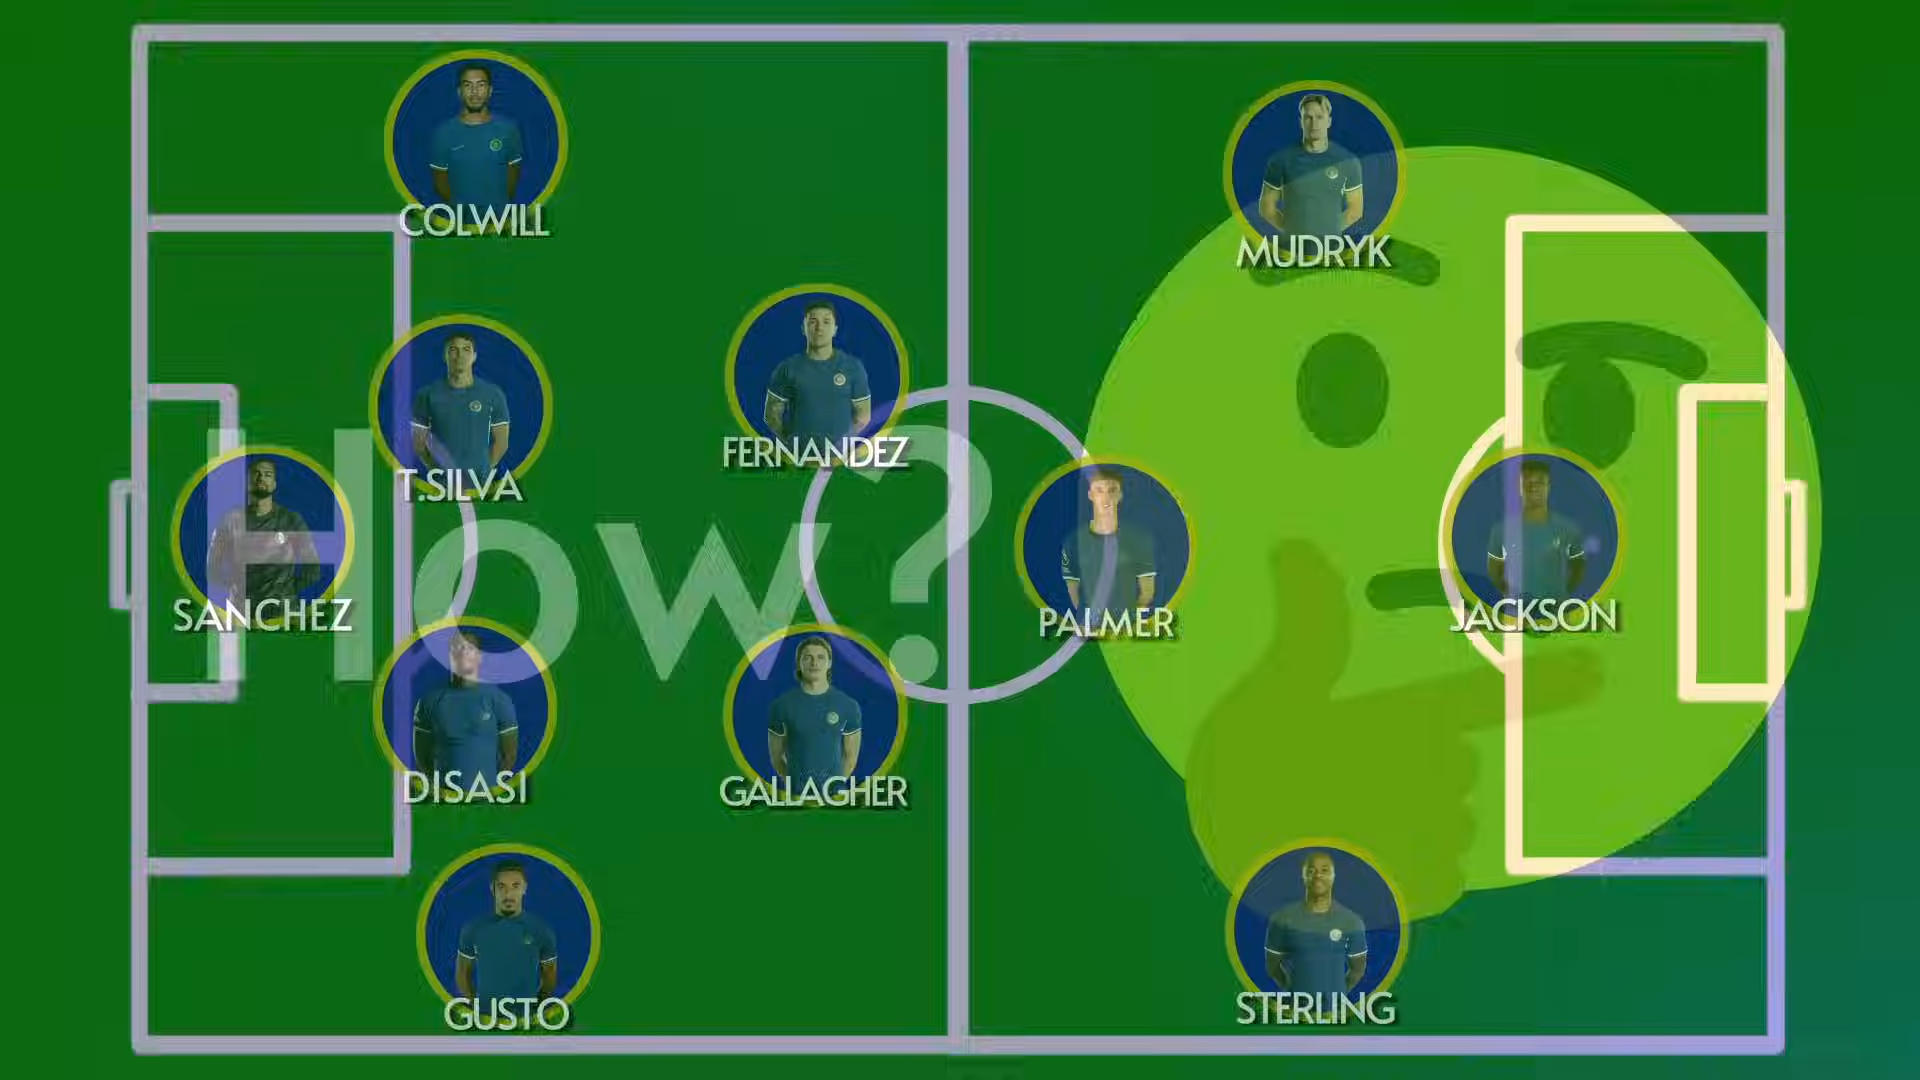 COLWILL
MUDRYK
T.SILVA
FERNANDEZ
How?
SANCHEZ
PALMER
JACKSON
DISASI
GALLAGHER
GUSTO
STERLING